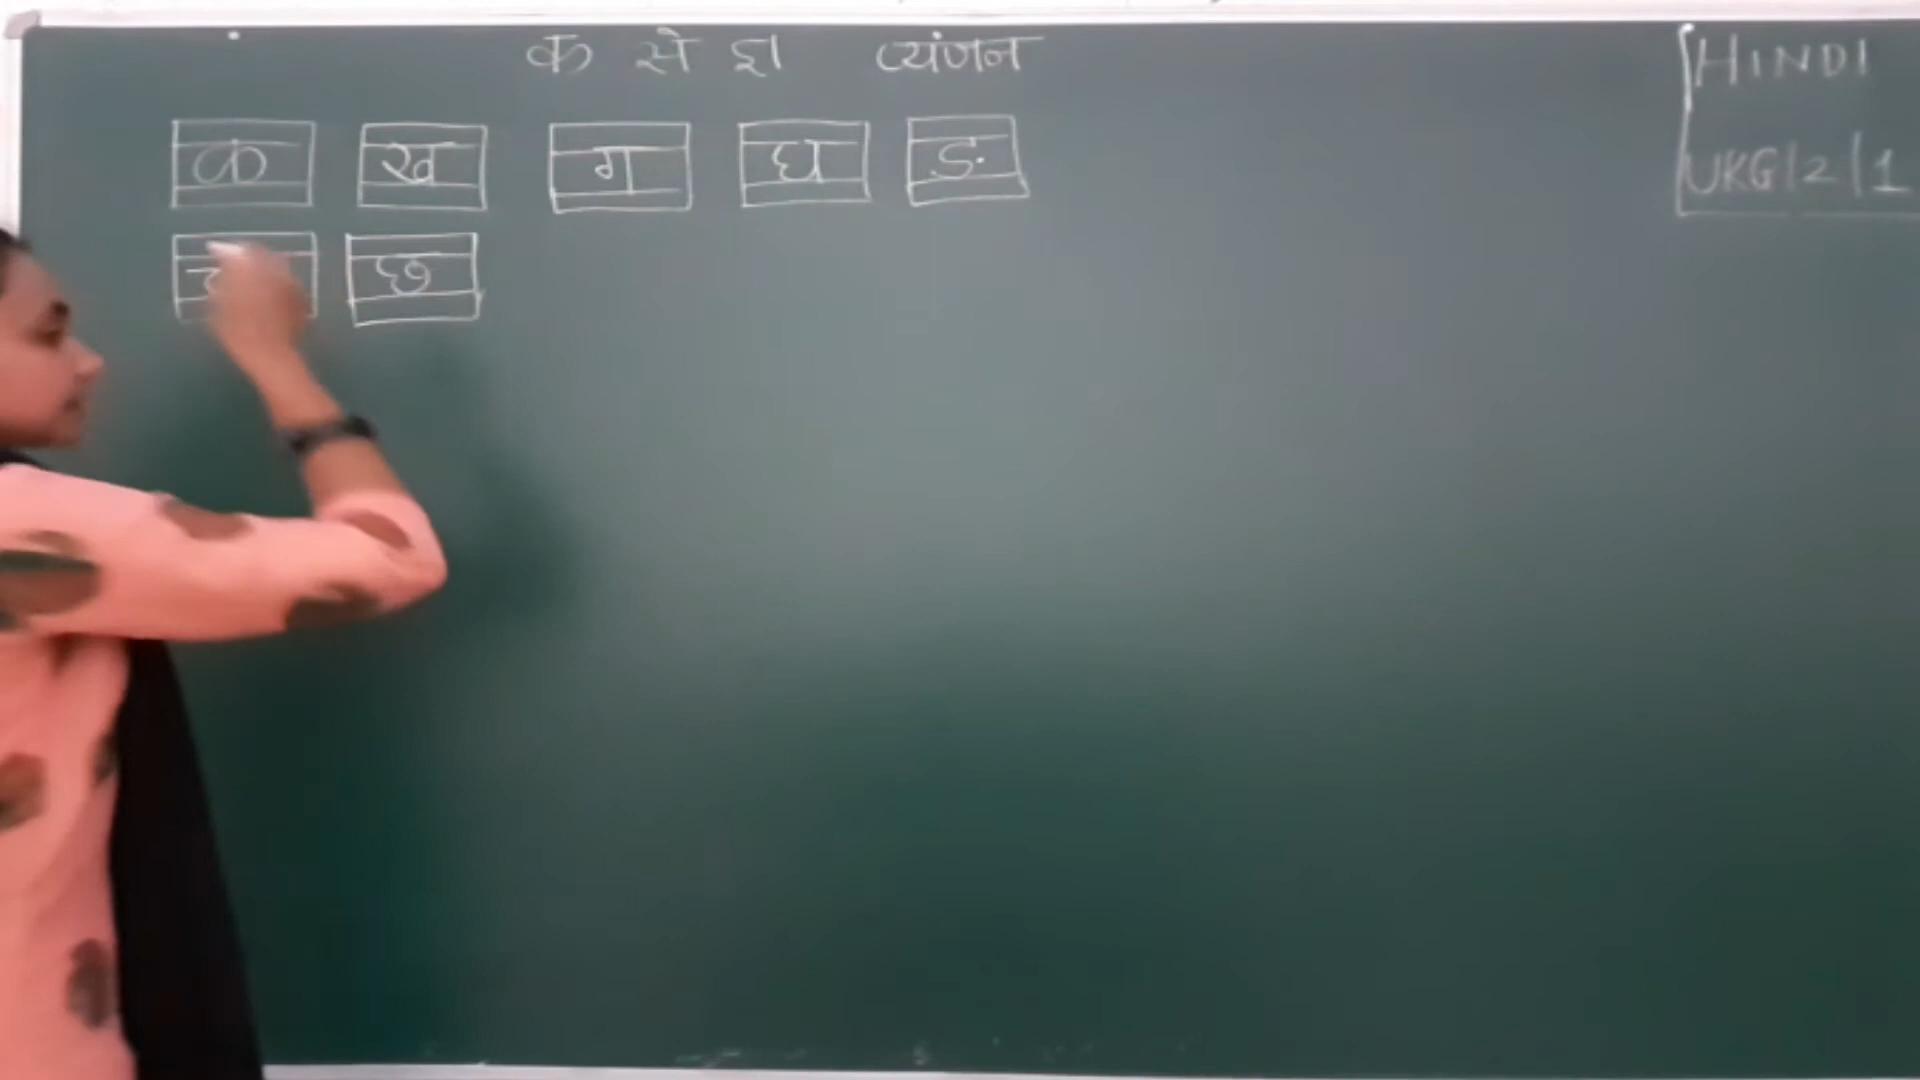 क से ज्ञ व्यंजन
HINDI
UKG/2/1
क ख ग घ ङ
छ